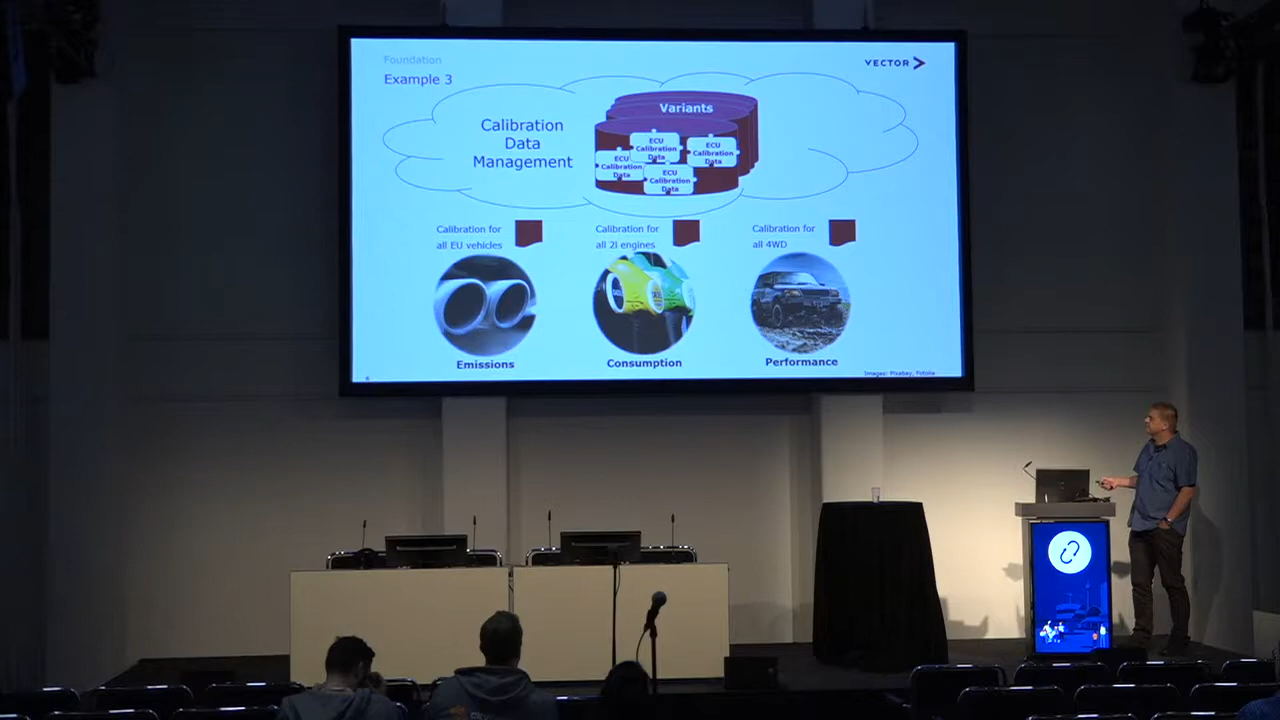 Foundation
VECTOR
Example 3
Calibration
Data
Management
Variants
ECU
Calibration
Data
ECU
Calibration
Data
ECU
Calibration
Data
ECU
Calibration
Data
Calibration for
all EU vehicles
Calibration for
all 2l engines
Calibration for
all 4WD
Emissions
Consumption
Performance
Images: Pixabay, Fotolia